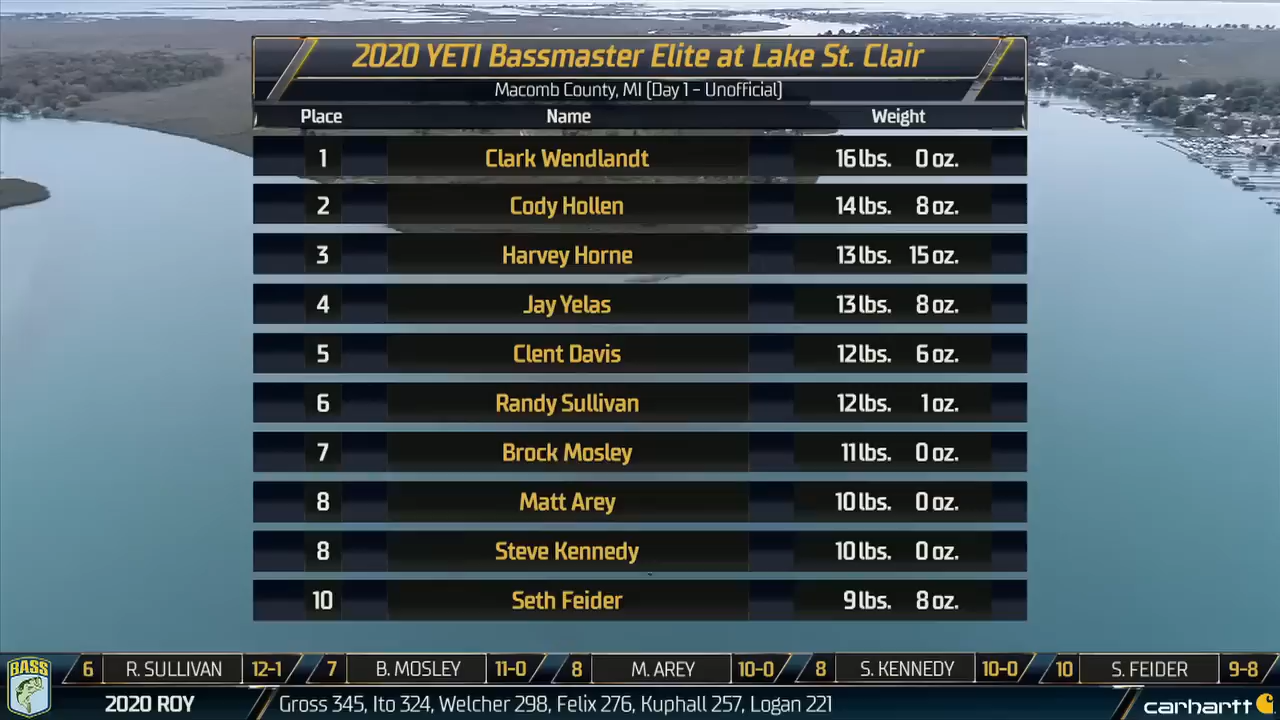 2020 YETI Bassmaster Elite at Lake St. Clair
Macomb County, MI (Day 1 - Unofficial)
Place Name Weight
1 Clark Wendlandt 16 lbs. 0 oz.
2 Cody Hollen 14 lbs. 8 oz.
3 Harvey Horne 13 lbs. 15 oz.
4 Jay Yelas 13 lbs. 8 oz.
5 Clent Davis 12 lbs. 6 oz.
6 Randy Sullivan 12 lbs. 1 oz.
7 Brock Mosley 11 lbs. 0 oz.
8 Matt Arey 10 lbs. 0 oz.
8 Steve Kennedy 10 lbs. 0 oz.
10 Seth Feider 9 lbs. 8 oz.
BASS 6 R. SULLIVAN 12-1 7 B. MOSLEY 11-0 8 M. AREY 10-0 8 S. KENNEDY 10-0 10 S. FEIDER 9-8
2020 ROY Gross 345, Ito 324, Welcher 298, Felix 276, Kuphall 257, Logan 221 carhartt